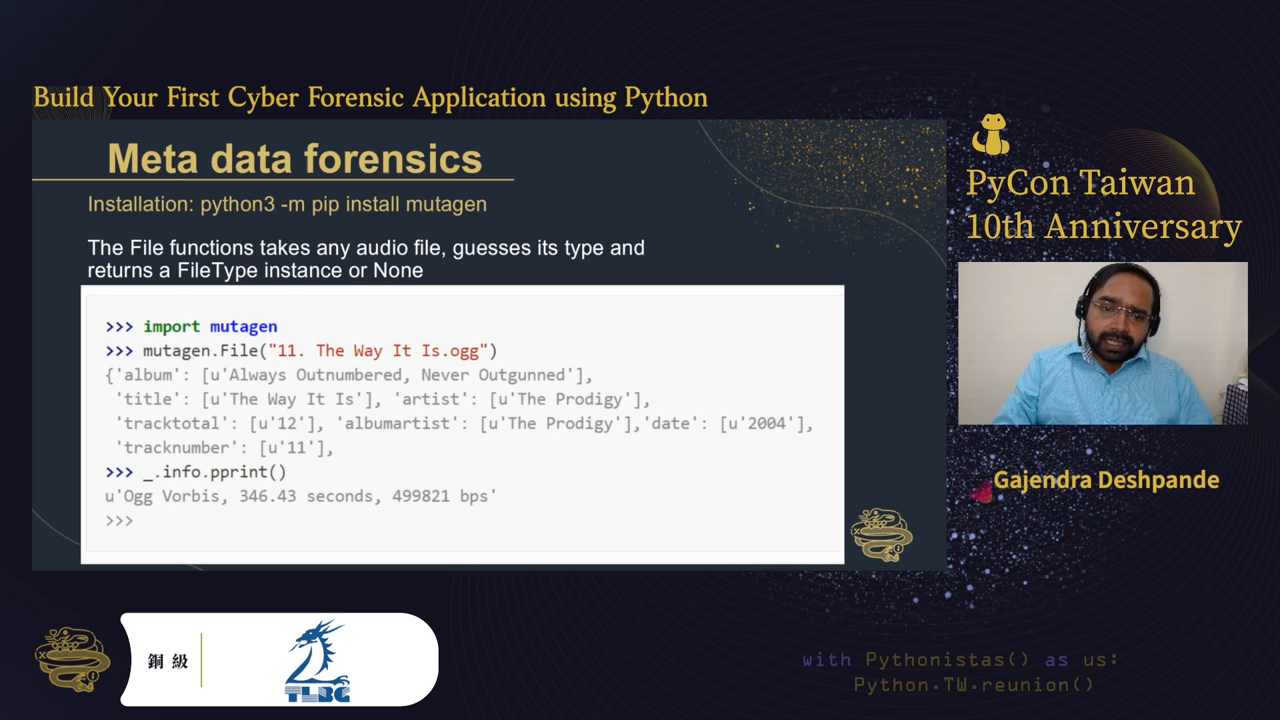 Build Your First Cyber Forensic Application using Python
Meta data forensics
Installation: python3 -m pip install mutagen
The File functions takes any audio file, guesses its type and
returns a FileType instance or None
>>> import mutagen
>>> mutagen.File("11. The Way It Is.ogg")
{'album': [u'Always Outnumbered, Never Outgunned'],
'title': [u'The Way It Is'], 'artist': [u'The Prodigy'],
'tracktotal': [u'12'], 'albumartist': [u'The Prodigy'],'date': [u'2004'],
'tracknumber': [u'11'],
>>> _.info.pprint()
u'Ogg Vorbis, 346.43 seconds, 499821 bps'
>>>
PyCon Taiwan
10th Anniversary
Gajendra Deshpande
銅級
TLBG
with Pythonistas() as us:
Python.TW.reunion()